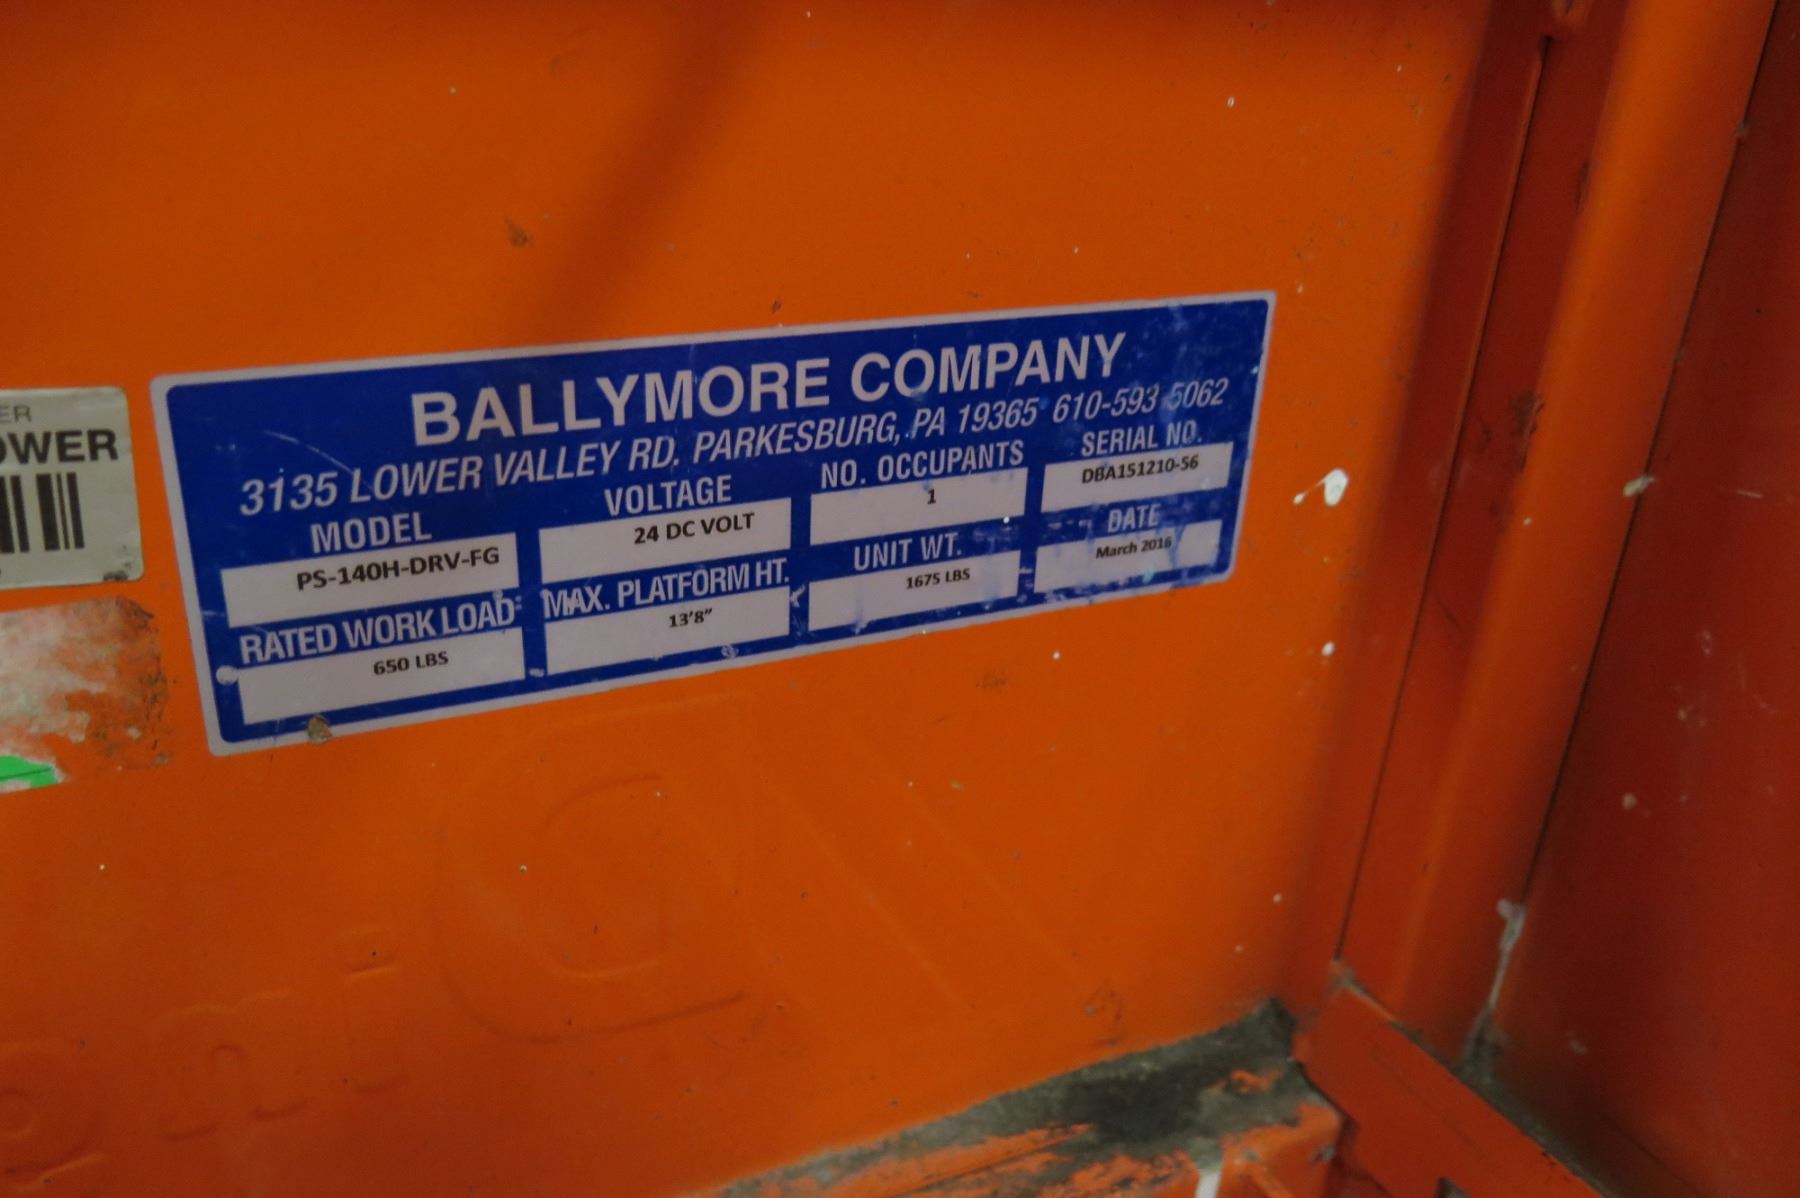 BALLYMORE COMPANY
3135 LOWER VALLEY RD. PARKESBURG, PA 19365 610-593-5062
MODEL VOLTAGE NO. OCCUPANTS SERIAL NO.
PS-140H-DRV-FG 24 DC VOLT 1 DBA151210-56
RATED WORK LOAD MAX. PLATFORM HT. UNIT WT. DATE
650 LBS 13'8" 1675 LBS March 2016
ER
OWER